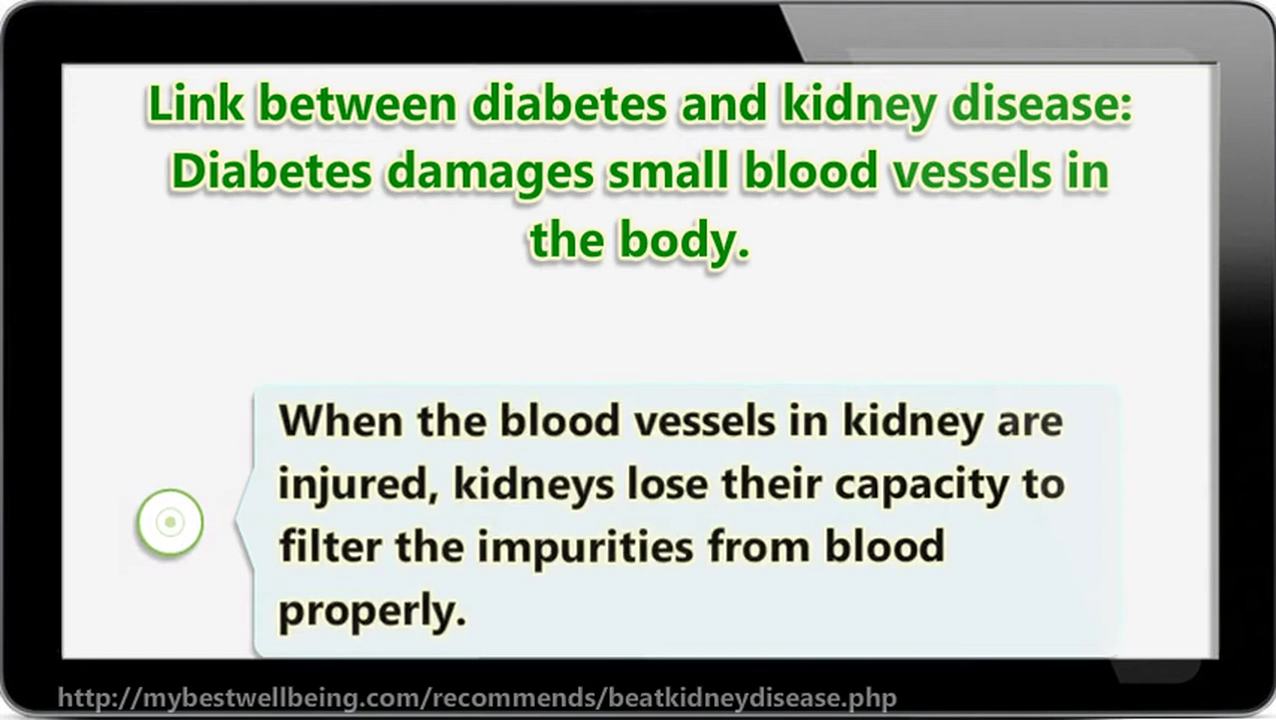 Link between diabetes and kidney disease:
Diabetes damages small blood vessels in
the body.
When the blood vessels in kidney are
injured, kidneys lose their capacity to
filter the impurities from blood
properly.
http://mybestwellbeing.com/recommends/beatkidneydisease.php